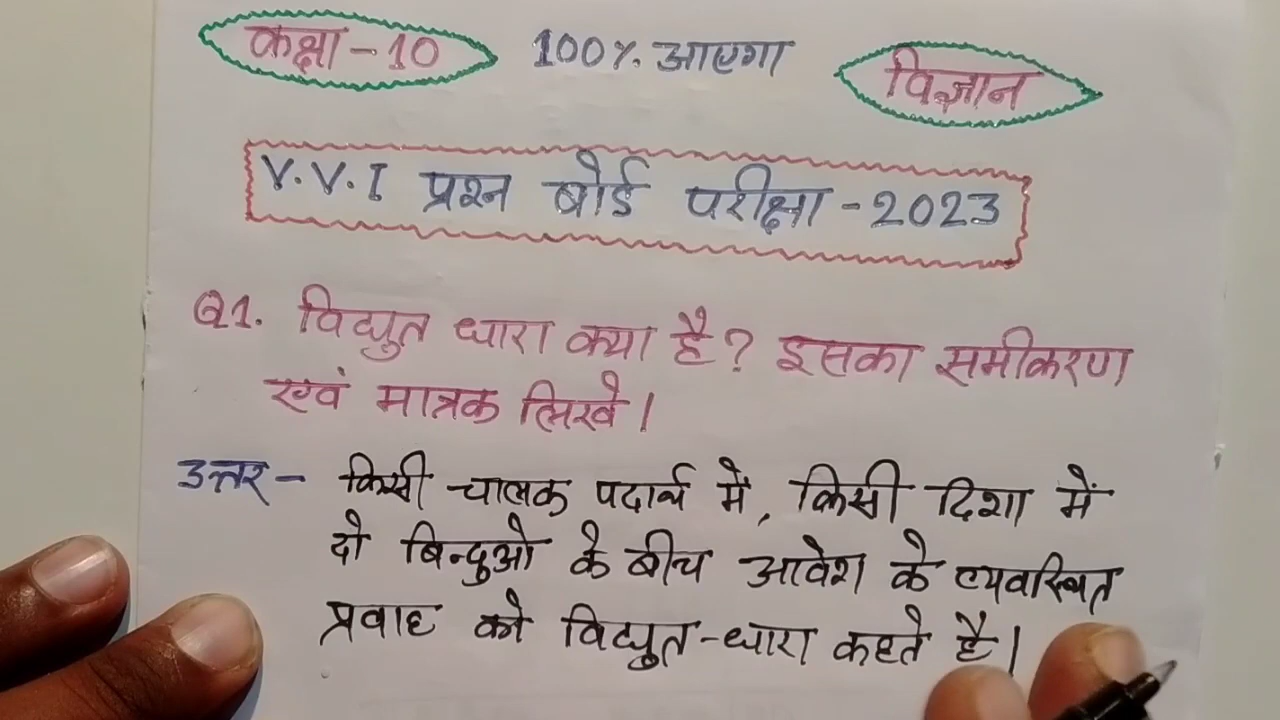 कक्षा-10 100% आएगा विज्ञान
V.V.I प्रश्न बोर्ड परीक्षा-2023
Q1. विद्युत धारा क्या है? इसका समीकरण
एवं मात्रक लिखे।
उत्तर- किसी चालक पदार्थ में, किसी दिशा में
दो बिन्दुओ के बीच आवेश के व्यवस्थित
प्रवाह को विद्युत-धारा कहते है।